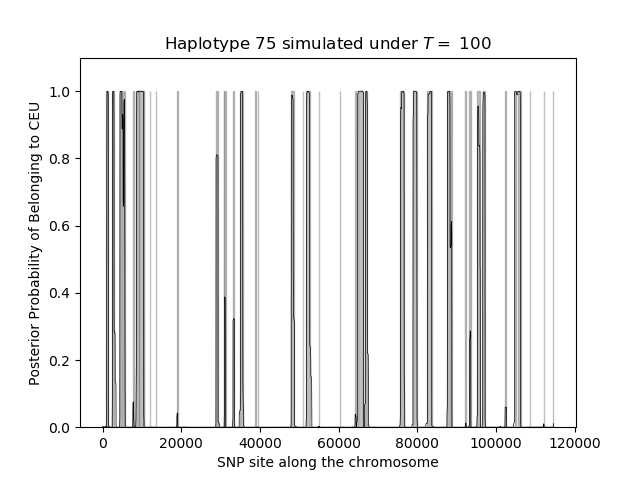 Haplotype 75 simulated under T = 100
Posterior Probability of Belonging to CEU
1.0
0.8
0.6
0.4
0.2
0.0
0 20000 40000 60000 80000 100000 120000
SNP site along the chromosome